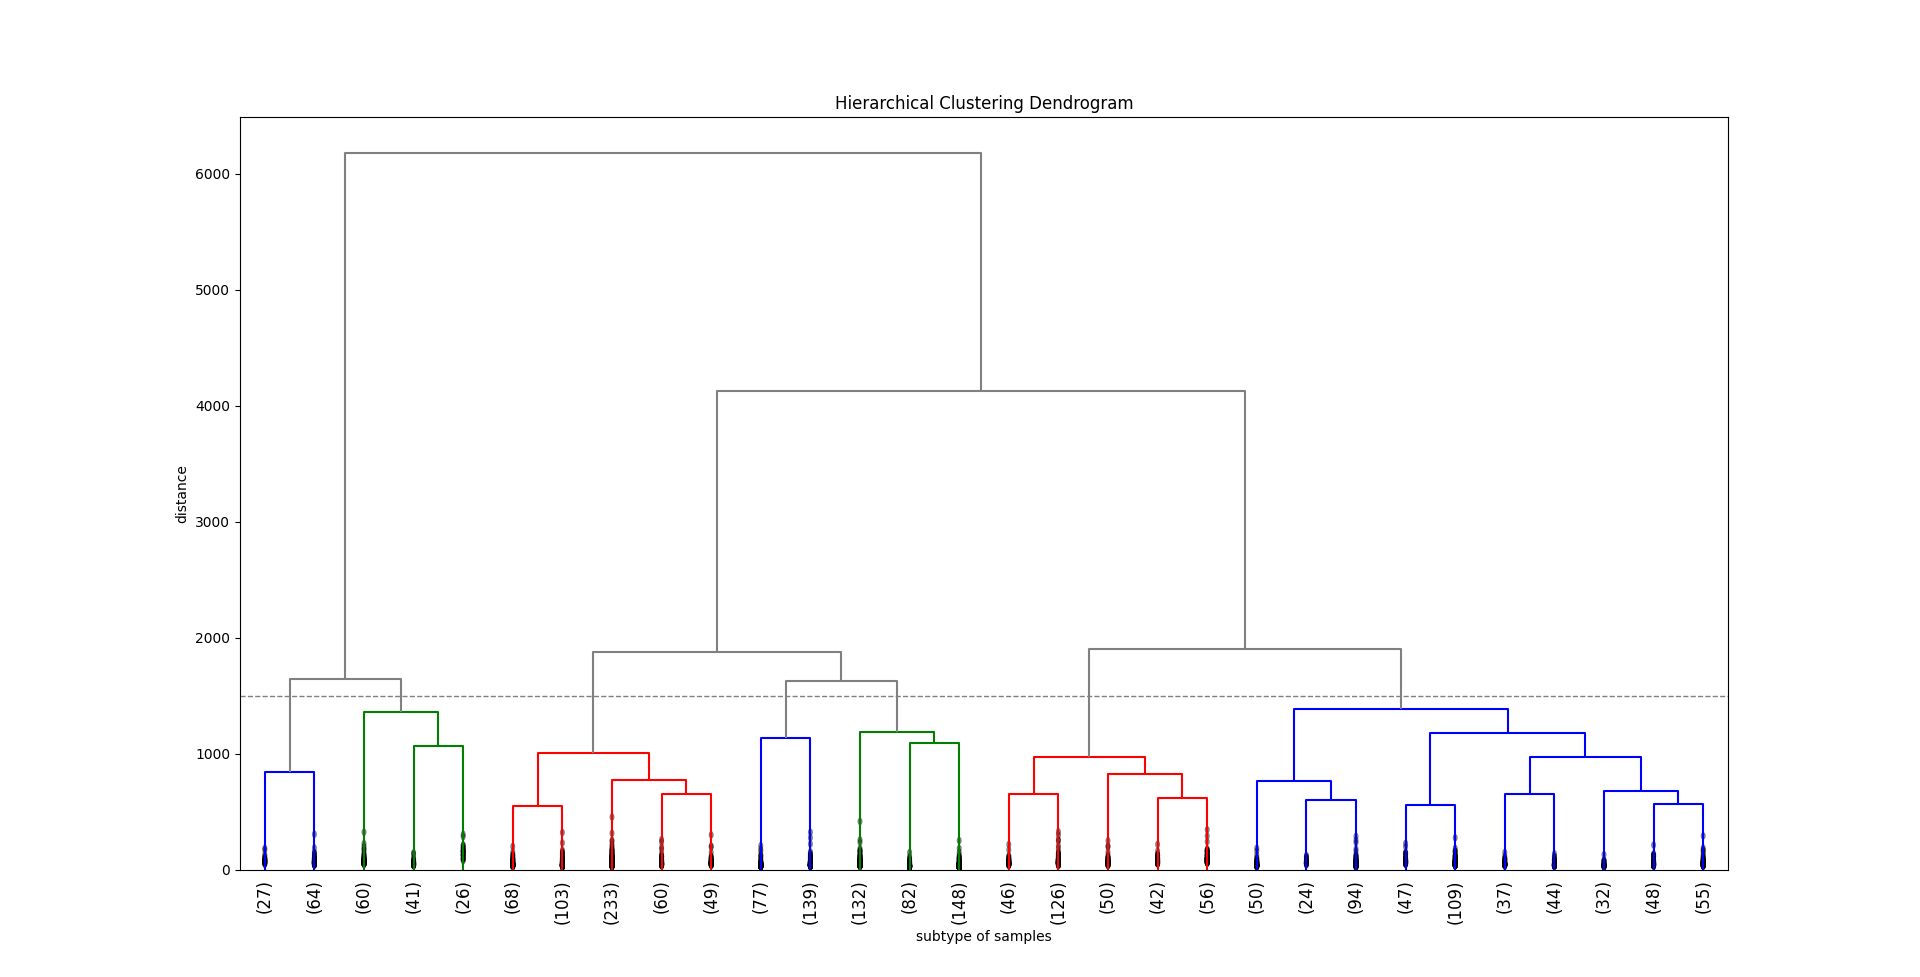 Hierarchical Clustering Dendrogram
6000
5000
4000
3000
2000
1000
0
distance
(27) (64) (60) (41) (26) (68) (103) (233) (60) (49) (77) (139) (132) (82) (148) (46) (126) (50) (42) (56) (50) (24) (94) (47) (109) (37) (44) (32) (48) (55)
subtype of samples